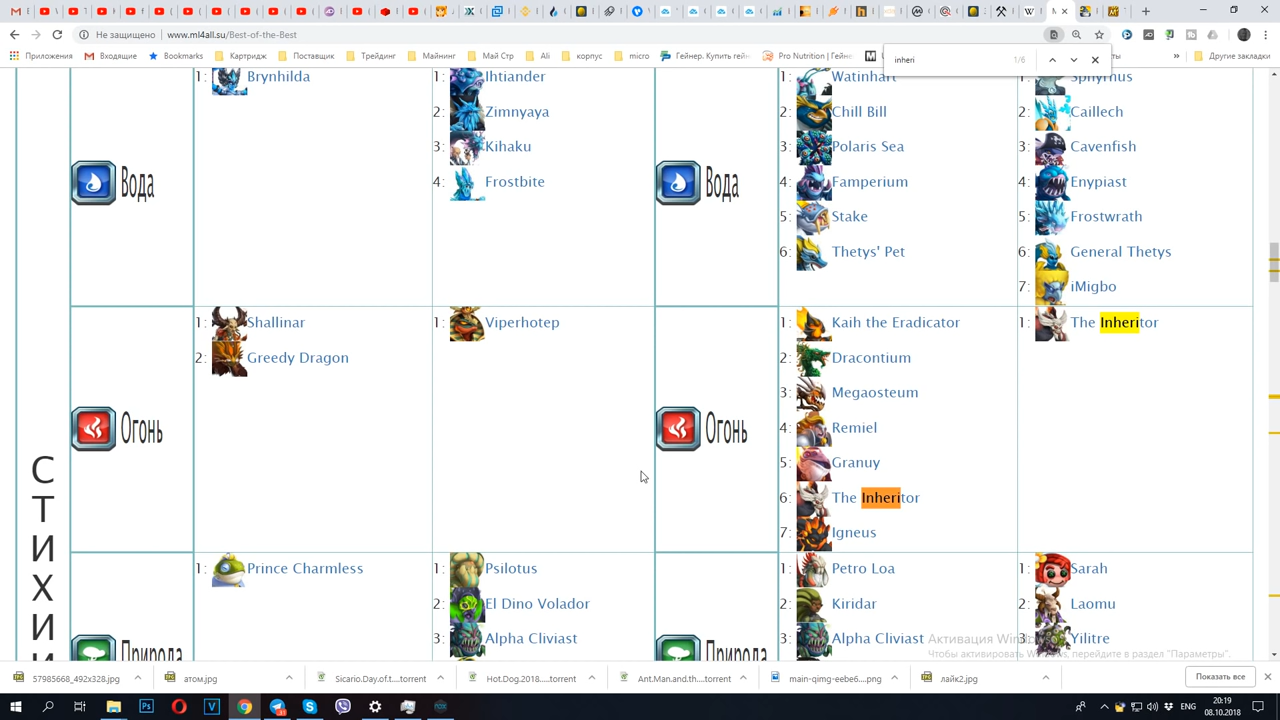 Не защищено www.ml4all.su/Best-of-the-Best
inheri 1/6
Приложения Входящие Bookmarks Картридж Поставщик Трейдинг Майнинг Май Стр Ali корпус micro Гейнер. Купить гейн Pro Nutrition | Гейне » Другие закладки
1: Brynhilda
1: Ihtiander
2: Zimnyaya
3: Kihaku
4: Frostbite
Вода
Вода
1: Watinhart
2: Chill Bill
3: Polaris Sea
4: Famperium
5: Stake
6: Thetys' Pet
1: Sphyrnus
2: Caillech
3: Cavenfish
4: Enypiast
5: Frostwrath
6: General Thetys
7: iMigbo
1: Shallinar
2: Greedy Dragon
1: Viperhotep
Огонь
Огонь
1: Kaih the Eradicator
2: Dracontium
3: Megaosteum
4: Remiel
5: Granuy
6: The Inheritor
7: Igneus
1: The Inheritor
С
Т
И
Х
И
И
1: Prince Charmless
1: Psilotus
2: El Dino Volador
3: Alpha Cliviast
Природа
Природа
1: Petro Loa
2: Kiridar
3: Alpha Cliviast
1: Sarah
2: Laomu
3: Yilitre
Активация Win
Чтобы активировать Windows, перейдите в раздел "Параметры".
57985668_492x328.jpg атом.jpg Sicario.Day.of.t....torrent Hot.Dog.2018....torrent Ant.Man.and.th....torrent main-qimg-eebe6....png лайк2.jpg Показать все
ENG 20:19
08.10.2018